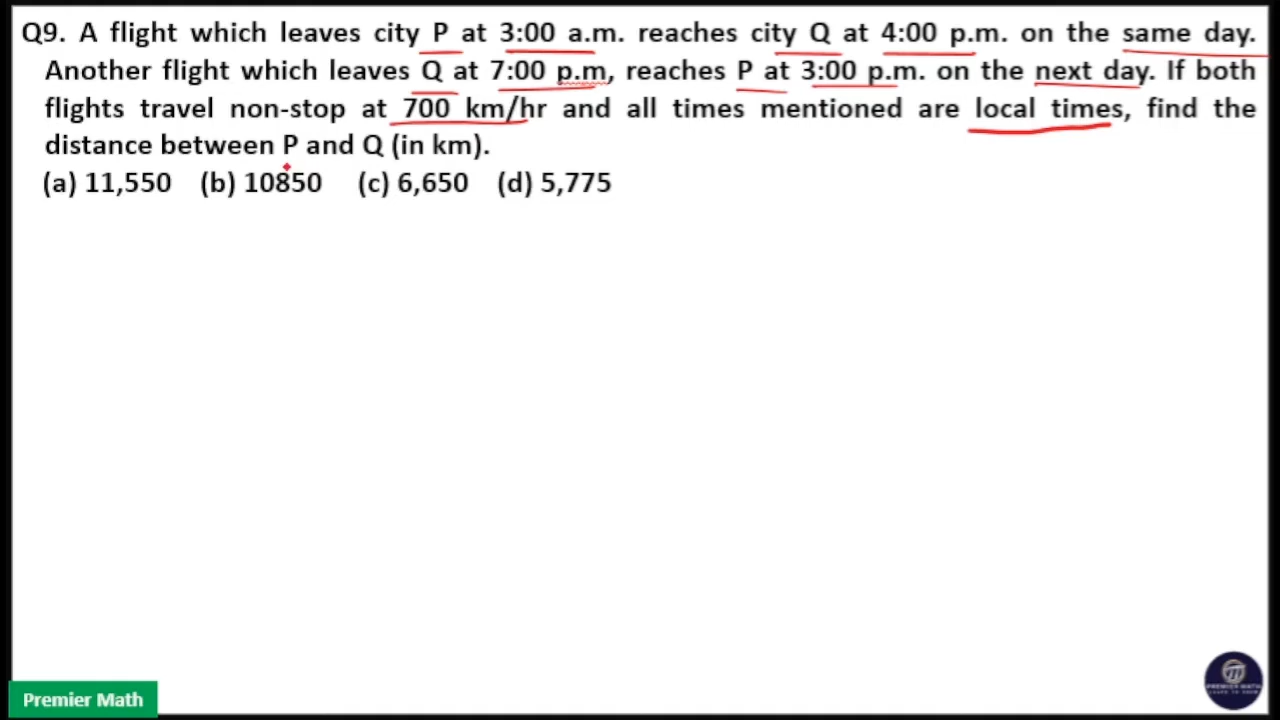 Q9. A flight which leaves city P at 3:00 a.m. reaches city Q at 4:00 p.m. on the same day.
Another flight which leaves Q at 7:00 p.m, reaches P at 3:00 p.m. on the next day. If both
flights travel non-stop at 700 km/hr and all times mentioned are local times, find the
distance between P and Q (in km).
(a) 11,550 (b) 10850 (c) 6,650 (d) 5,775
Premier Math
PREMIER MATH